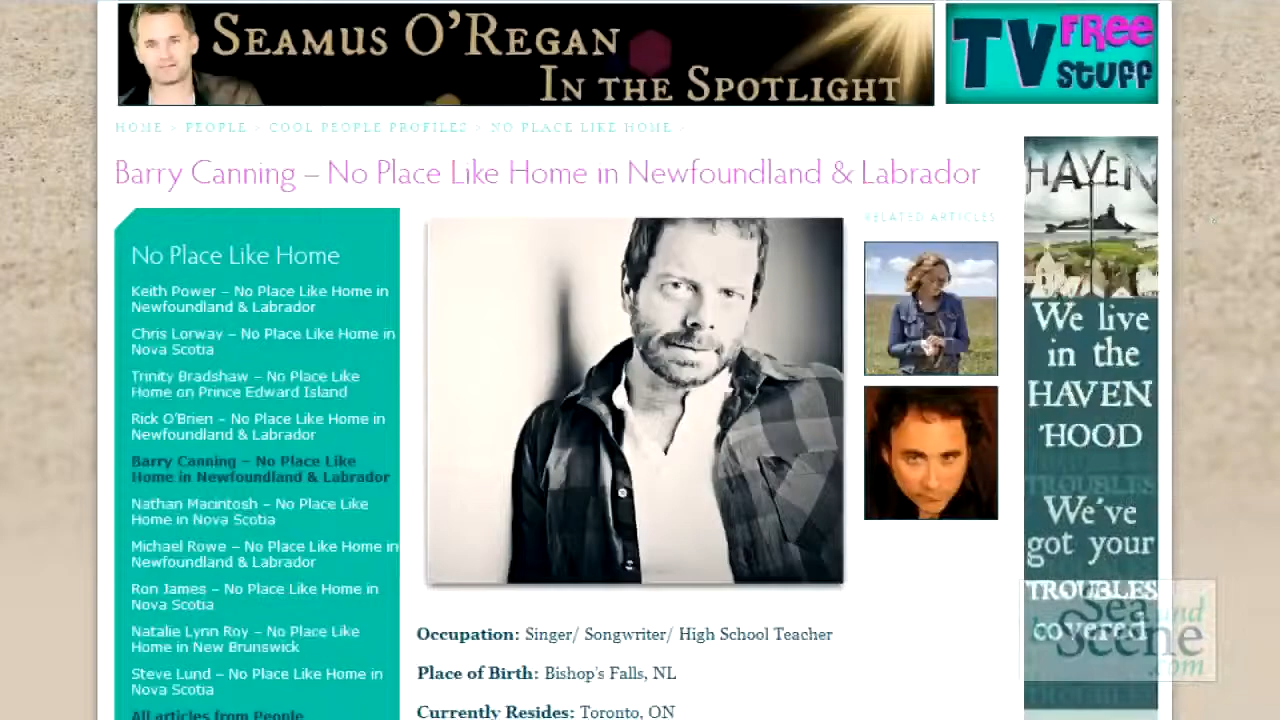 SEAMUS O'REGAN
IN THE SPOTLIGHT
TV FREE
STUFF
HOME > PEOPLE > COOL PEOPLE PROFILES > NO PLACE LIKE HOME >
Barry Canning – No Place Like Home in Newfoundland & Labrador
No Place Like Home
Keith Power – No Place Like Home in
Newfoundland & Labrador
Chris Lorway – No Place Like Home in
Nova Scotia
Trinity Bradshaw – No Place Like
Home on Prince Edward Island
Rick O'Brien – No Place Like Home in
Newfoundland & Labrador
Barry Canning – No Place Like
Home in Newfoundland & Labrador
Nathan Macintosh – No Place Like
Home in Nova Scotia
Michael Rowe – No Place Like Home in
Newfoundland & Labrador
Ron James – No Place Like Home in
Nova Scotia
Natalie Lynn Roy – No Place Like
Home in New Brunswick
Steve Lund – No Place Like Home in
Nova Scotia
All articles from People
Occupation: Singer/ Songwriter/ High School Teacher
Place of Birth: Bishop's Falls, NL
Currently Resides: Toronto, ON
RELATED ARTICLES
HAVEN
We live
in the
HAVEN
'HOOD
TROUBLES
We've
got your
TROUBLES
covered
Sea and
be Scene
.com